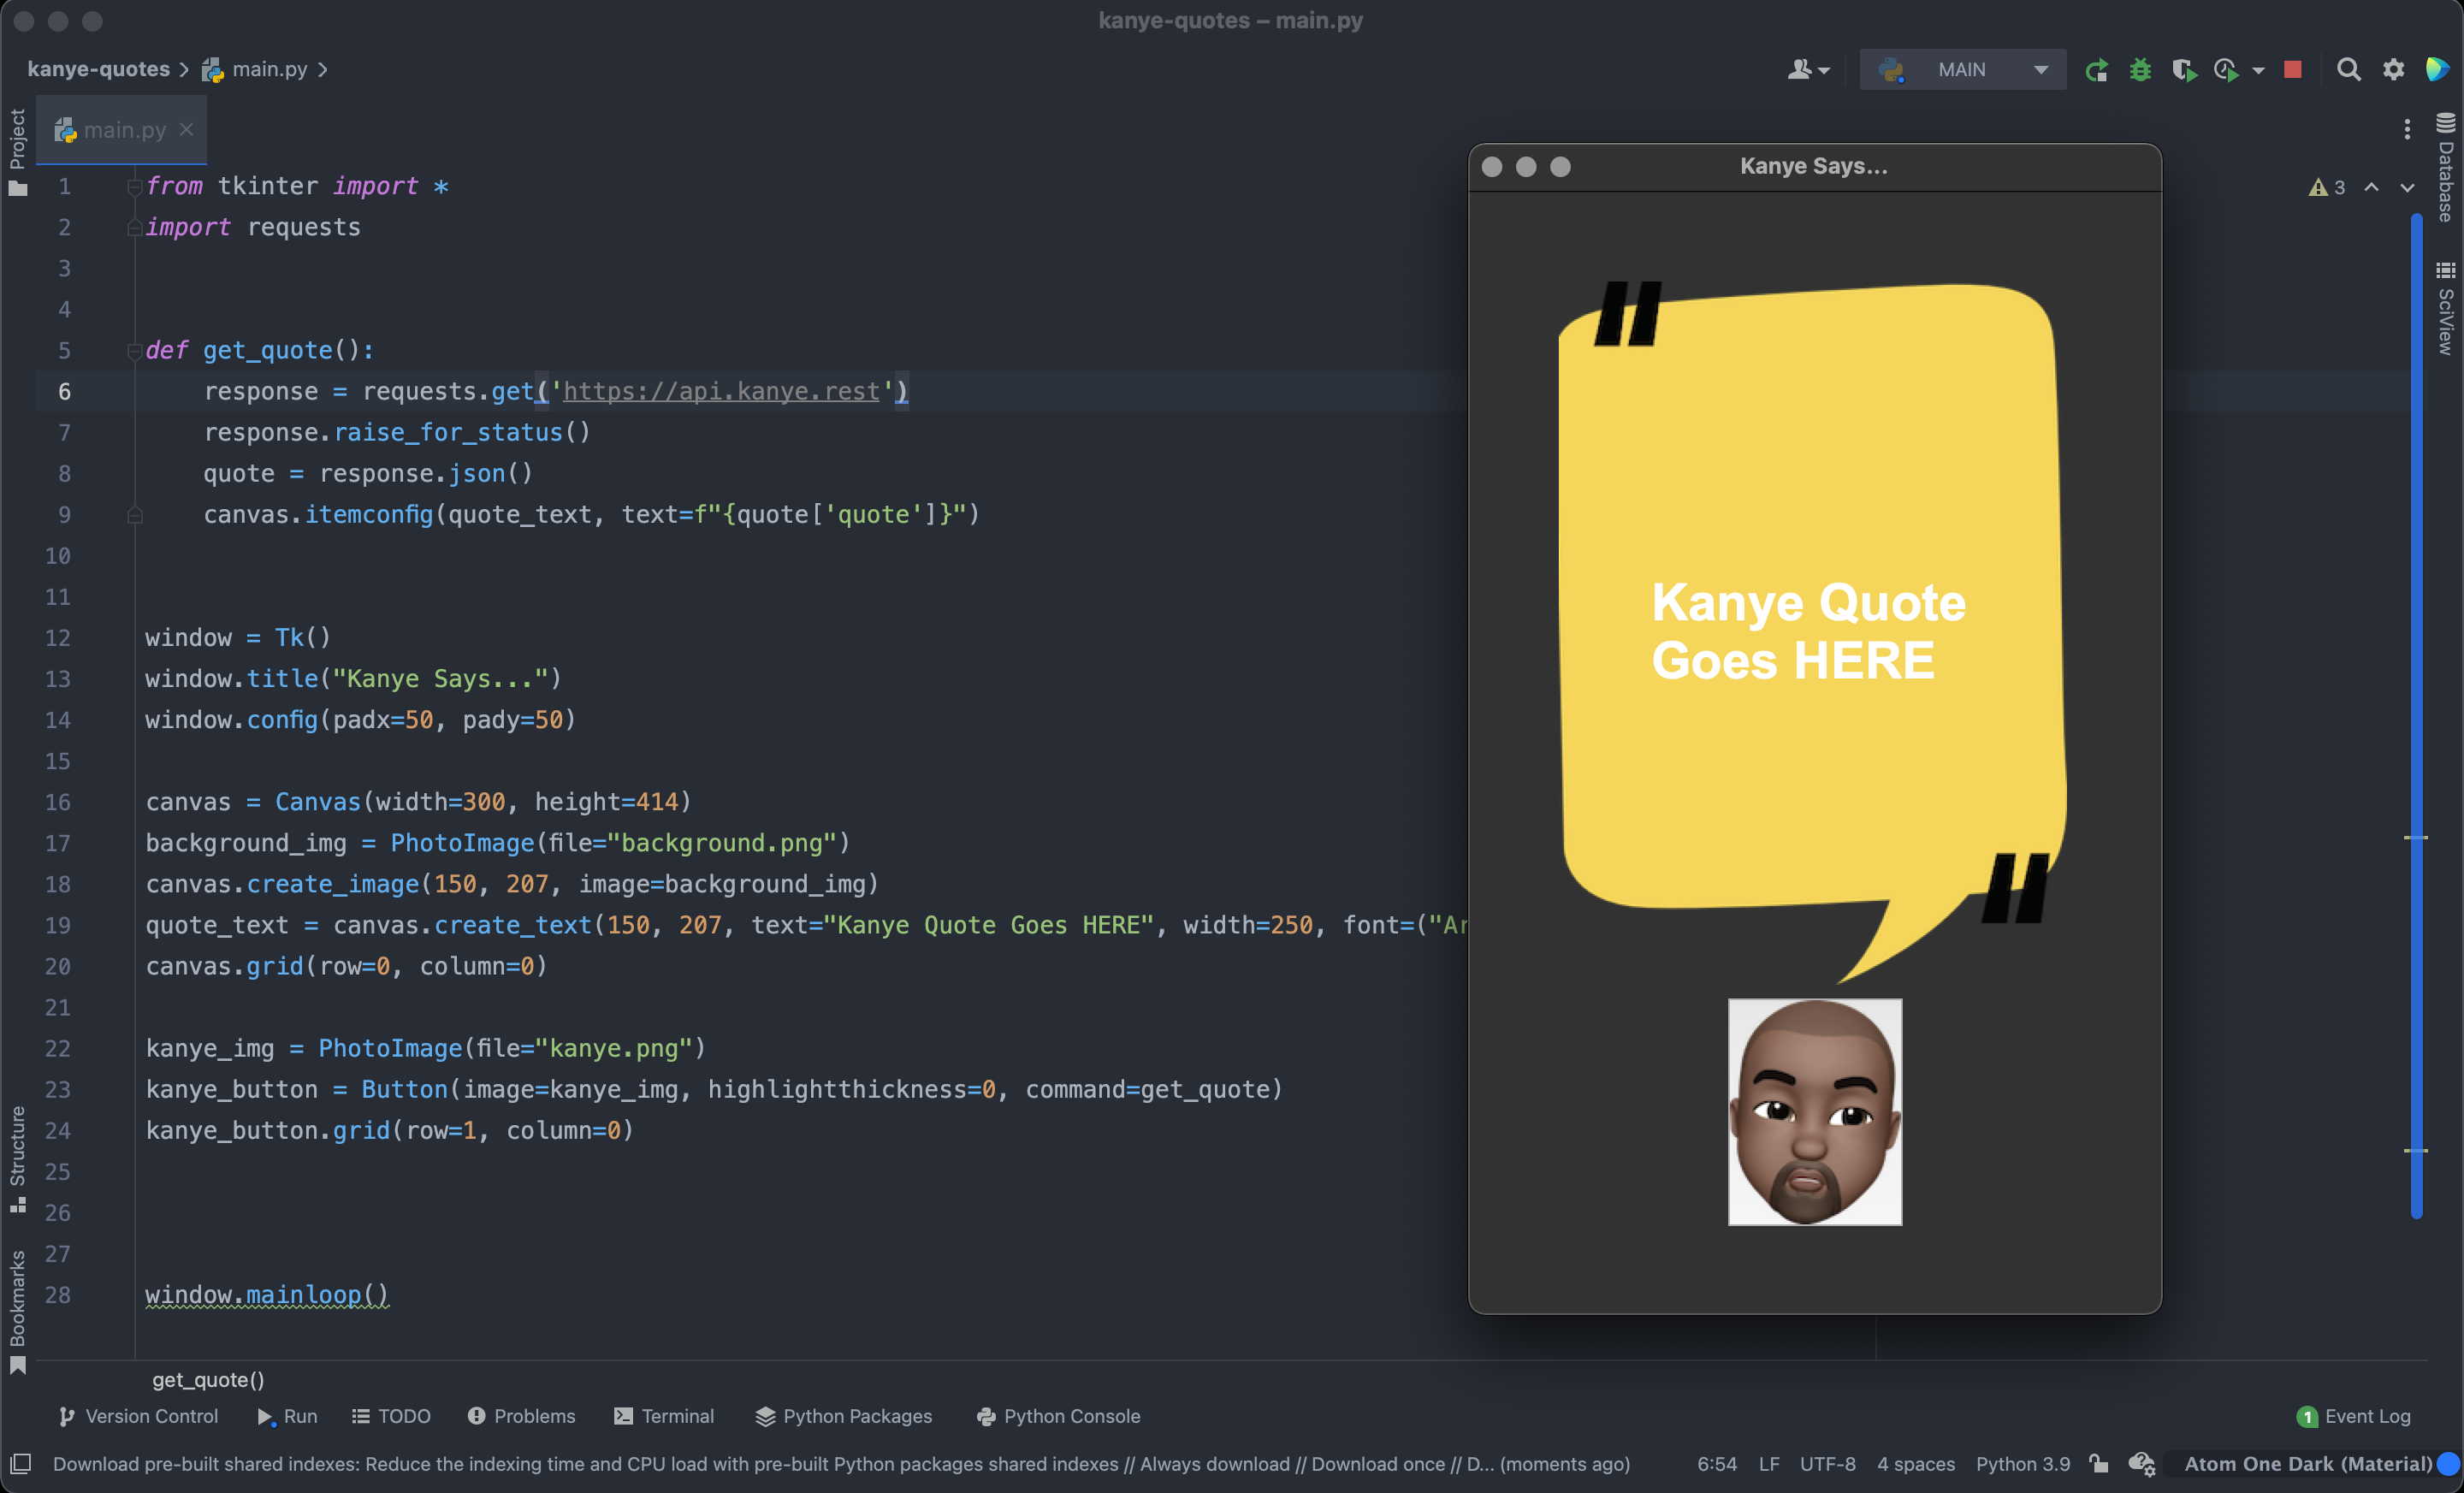 kanye-quotes – main.py
kanye-quotes
main.py
MAIN
Project
main.py
3
Database
SciView
1 from tkinter import *
2 import requests
3
4
5 def get_quote():
6     response = requests.get('https://api.kanye.rest')
7     response.raise_for_status()
8     quote = response.json()
9     canvas.itemconfig(quote_text, text=f"{quote['quote']}")
10
11
12 window = Tk()
13 window.title("Kanye Says...")
14 window.config(padx=50, pady=50)
15
16 canvas = Canvas(width=300, height=414)
17 background_img = PhotoImage(file="background.png")
18 canvas.create_image(150, 207, image=background_img)
19 quote_text = canvas.create_text(150, 207, text="Kanye Quote Goes HERE", width=250, font=("Ar
20 canvas.grid(row=0, column=0)
21
22 kanye_img = PhotoImage(file="kanye.png")
23 kanye_button = Button(image=kanye_img, highlightthickness=0, command=get_quote)
24 kanye_button.grid(row=1, column=0)
25
26
27
28 window.mainloop()
Kanye Says...
"
Kanye Quote
Goes HERE
"
Structure
Bookmarks
get_quote()
Version Control
Run
TODO
Problems
Terminal
Python Packages
Python Console
1 Event Log
Download pre-built shared indexes: Reduce the indexing time and CPU load with pre-built Python packages shared indexes // Always download // Download once // D... (moments ago)
6:54
LF
UTF-8
4 spaces
Python 3.9
Atom One Dark (Material)